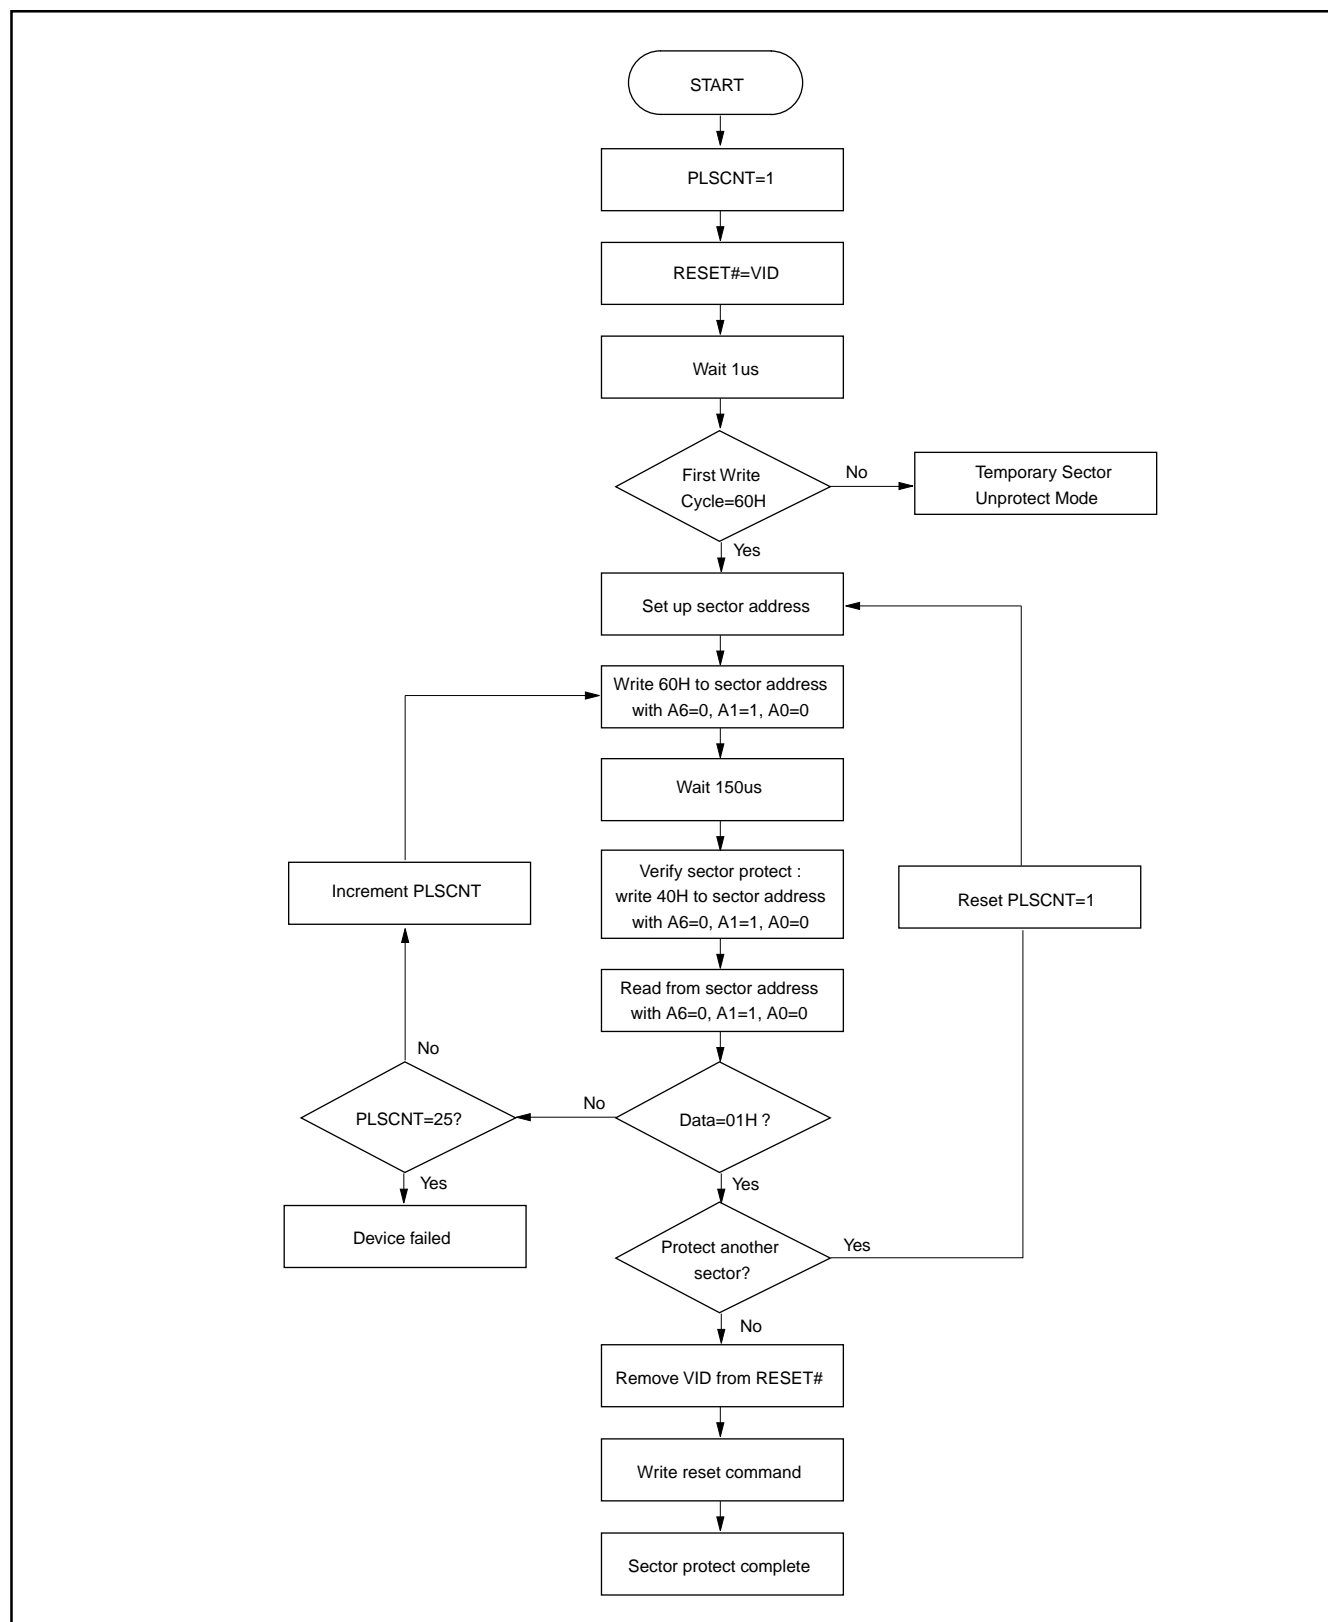 START
PLSCNT=1
RESET#=VID
Wait 1us
First Write
Cycle=60H
No
Temporary Sector
Unprotect Mode
Yes
Set up sector address
Write 60H to sector address
with A6=0, A1=1, A0=0
Wait 150us
Verify sector protect :
write 40H to sector address
with A6=0, A1=1, A0=0
Increment PLSCNT
Reset PLSCNT=1
Read from sector address
with A6=0, A1=1, A0=0
No
PLSCNT=25?
No
Data=01H ?
Yes
Yes
Device failed
Protect another
sector?
Yes
No
Remove VID from RESET#
Write reset command
Sector protect complete